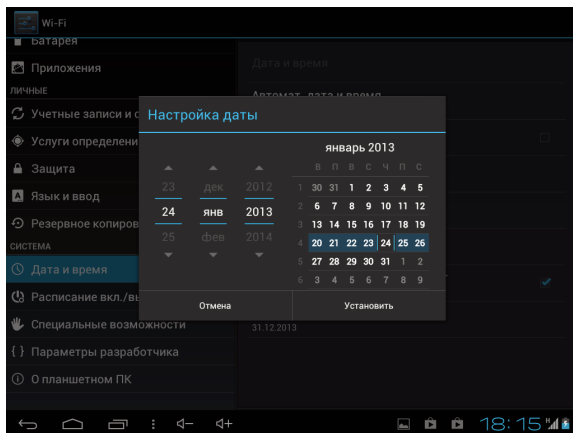 Wi-Fi
Батарея
Приложения
ЛИЧНЫЕ
Учетные записи и с
Услуги определени
Защита
Язык и ввод
Резервное копиров
СИСТЕМА
Дата и время
Расписание вкл./вы
Специальные возможности
{ } Параметры разработчика
О планшетном ПК
Дата и время
Автомат. дата и время
31.12.2013
Настройка даты
23 дек 2012
24 янв 2013
25 фев 2014
январь 2013
В П В С Ч П С
1 30 31 1 2 3 4 5
2 6 7 8 9 10 11 12
3 13 14 15 16 17 18 19
4 20 21 22 23 24 25 26
5 27 28 29 30 31 1 2
6 3 4 5 6 7 8 9
Отмена
Установить
18:15